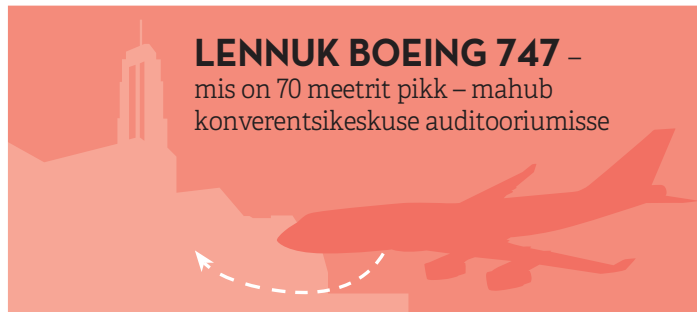 LENNUK BOEING 747 –
mis on 70 meetrit pikk – mahub
konverentsikeskuse auditooriumisse